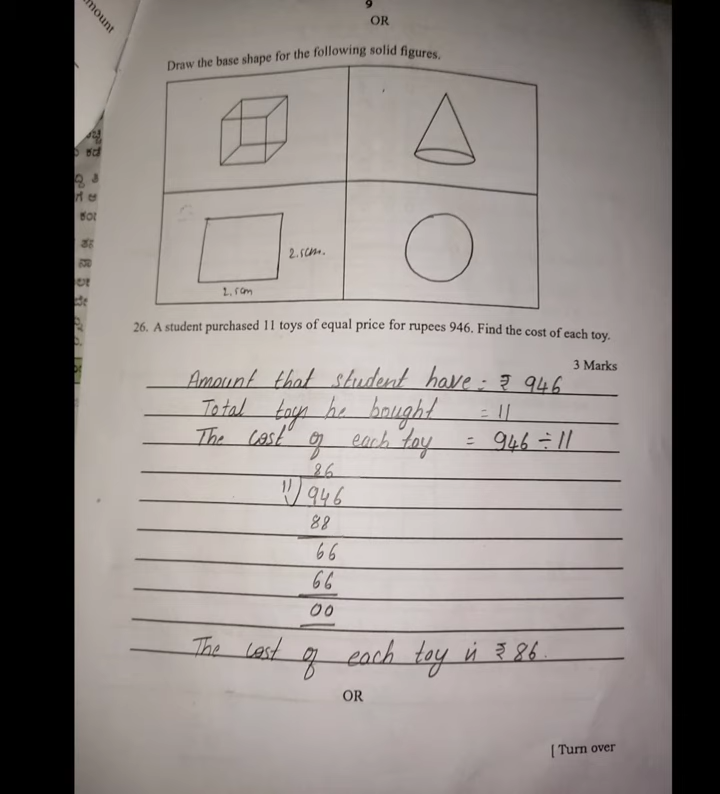 mount
9
OR
Draw the base shape for the following solid figures.
2.5cm.
2.5cm
26. A student purchased 11 toys of equal price for rupees 946. Find the cost of each toy.
3 Marks
Amount that student have = ₹ 946
Total toys he bought = 11
The cost of each toy = 946 ÷ 11
86
11) 946
88
66
66
00
The cost of each toy is ₹ 86.
OR
[ Turn over